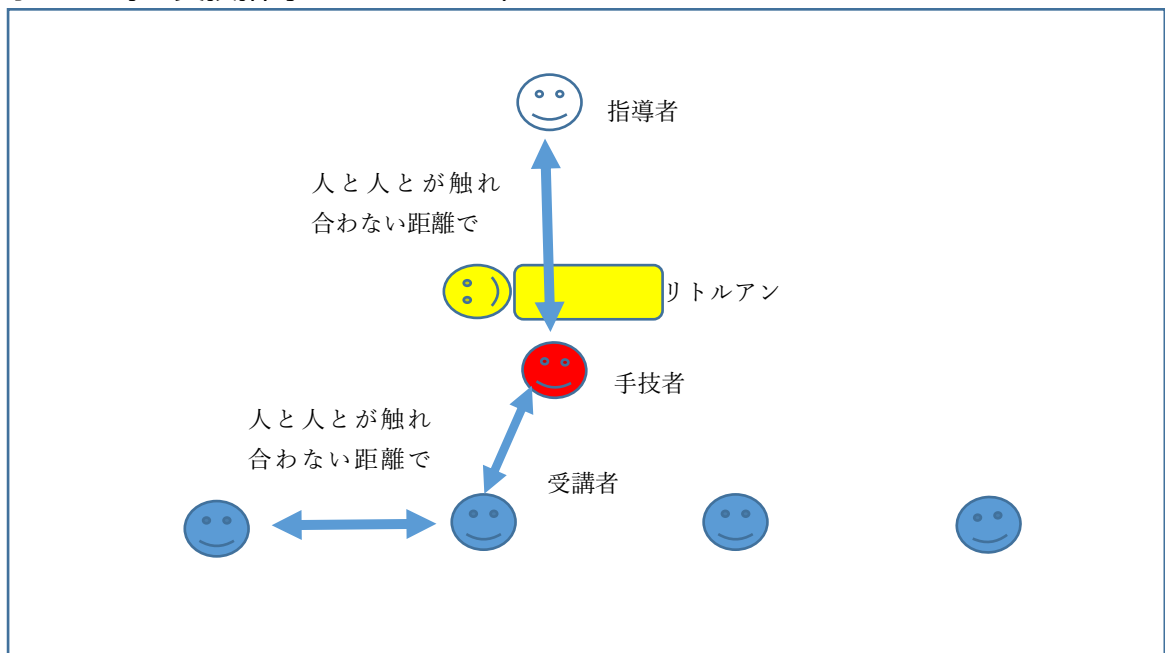 指導者
人と人とが触れ
合わない距離で
リトルアン
手技者
人と人とが触れ
合わない距離で
受講者